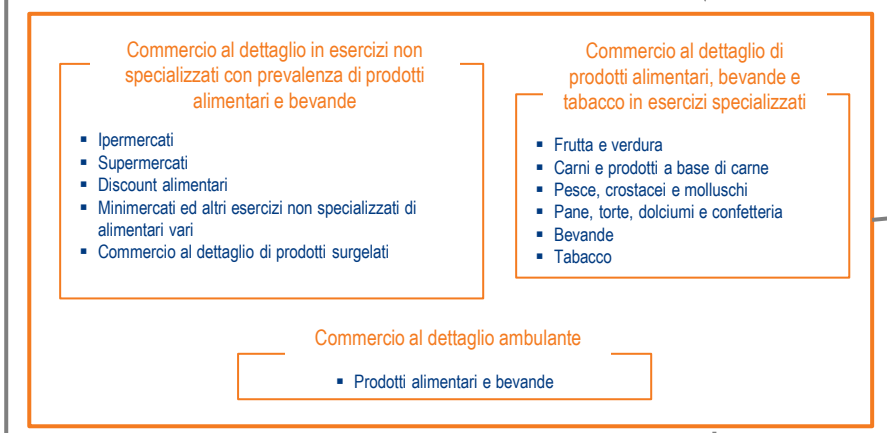 Commercio al dettaglio in esercizi non
specializzati con prevalenza di prodotti
alimentari e bevande
▪ Ipermercati
▪ Supermercati
▪ Discount alimentari
▪ Minimercati ed altri esercizi non specializzati di
alimentari vari
▪ Commercio al dettaglio di prodotti surgelati
Commercio al dettaglio di
prodotti alimentari, bevande e
tabacco in esercizi specializzati
▪ Frutta e verdura
▪ Carni e prodotti a base di carne
▪ Pesce, crostacei e molluschi
▪ Pane, torte, dolciumi e confetteria
▪ Bevande
▪ Tabacco
Commercio al dettaglio ambulante
▪ Prodotti alimentari e bevande